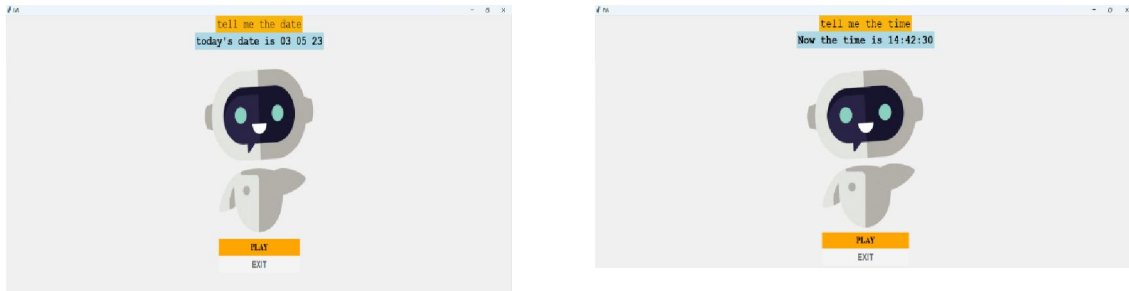 tell me the date
today's date is 03 05 23
PLAY
EXIT
tell me the time
Now the time is 14:42:30
PLAY
EXIT